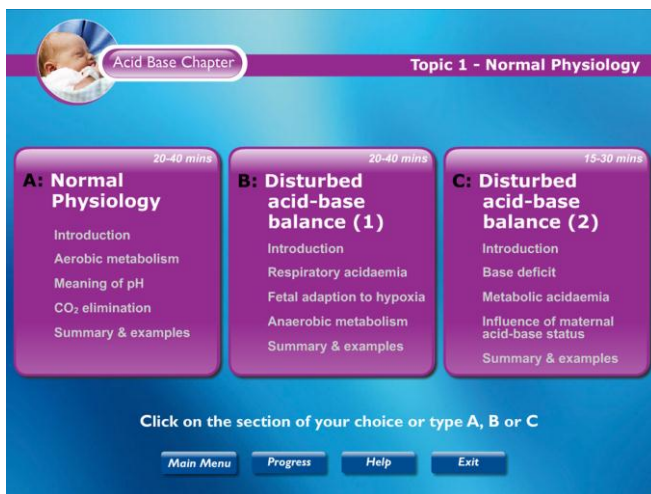 Acid Base Chapter
Topic 1 - Normal Physiology
20-40 mins
A: Normal
Physiology
Introduction
Aerobic metabolism
Meaning of pH
CO₂ elimination
Summary & examples
20-40 mins
B: Disturbed
acid-base
balance (1)
Introduction
Respiratory acidaemia
Fetal adaption to hypoxia
Anaerobic metabolism
Summary & examples
15-30 mins
C: Disturbed
acid-base
balance (2)
Introduction
Base deficit
Metabolic acidaemia
Influence of maternal
acid-base status
Summary & examples
Click on the section of your choice or type A, B or C
Main Menu
Progress
Help
Exit